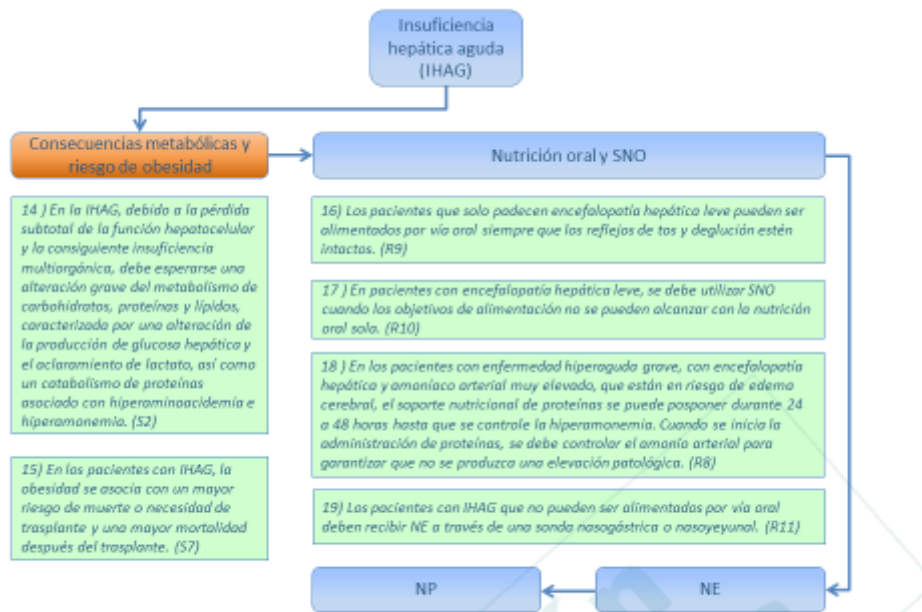 Insuficiencia
hepática aguda
(IHAG)
Consecuencias metabólicas y
riesgo de obesidad
Nutrición oral y SNO
14 ) En la IHAG, debido a la pérdida
subtotal de la función hepatocelular
y la consiguiente insuficiencia
multiorgánica, debe esperarse una
alteración grave del metabolismo de
carbohidratos, proteínas y lípidos,
caracterizada por una alteración de
la producción de glucosa hepática y
el aclaramiento de lactato, así como
un catabolismo de proteínas
asociado con hiperaminoacidemia e
hiperamonemia. (S2)
15) En los pacientes con IHAG, la
obesidad se asocia con un mayor
riesgo de muerte o necesidad de
trasplante y una mayor mortalidad
después del trasplante. (S7)
16) Los pacientes que solo padecen encefalopatía hepática leve pueden ser
alimentados por vía oral siempre que los reflejos de tos y deglución estén
intactos. (R9)
17 ) En pacientes con encefalopatía hepática leve, se debe utilizar SNO
cuando los objetivos de alimentación no se pueden alcanzar con la nutrición
oral sola. (R10)
18 ) En los pacientes con enfermedad hiperaguda grave, con encefalopatía
hepática y amoníaco arterial muy elevado, que están en riesgo de edema
cerebral, el soporte nutricional de proteínas se puede posponer durante 24
a 48 horas hasta que se controle la hiperamonemia. Cuando se inicia la
administración de proteínas, se debe controlar el amonio arterial para
garantizar que no se produzca una elevación patológica. (R8)
19) Los pacientes con IHAG que no pueden ser alimentadas por vía oral
deben recibir NE a través de una sonda nasogástrica o nasoyeyunal. (R11)
NP
NE